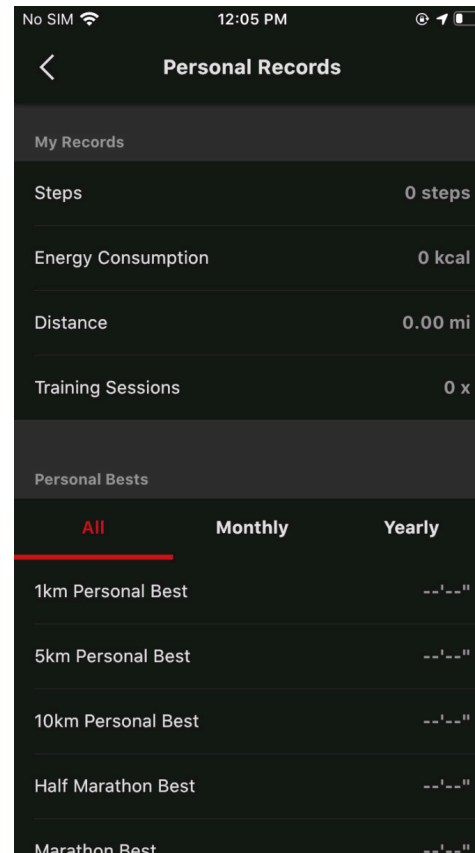 No SIM 12:05 PM
Personal Records
My Records
Steps 0 steps
Energy Consumption 0 kcal
Distance 0.00 mi
Training Sessions 0 x
Personal Bests
All Monthly Yearly
1km Personal Best --'--"
5km Personal Best --'--"
10km Personal Best --'--"
Half Marathon Best --'--"
Marathon Best --'--"